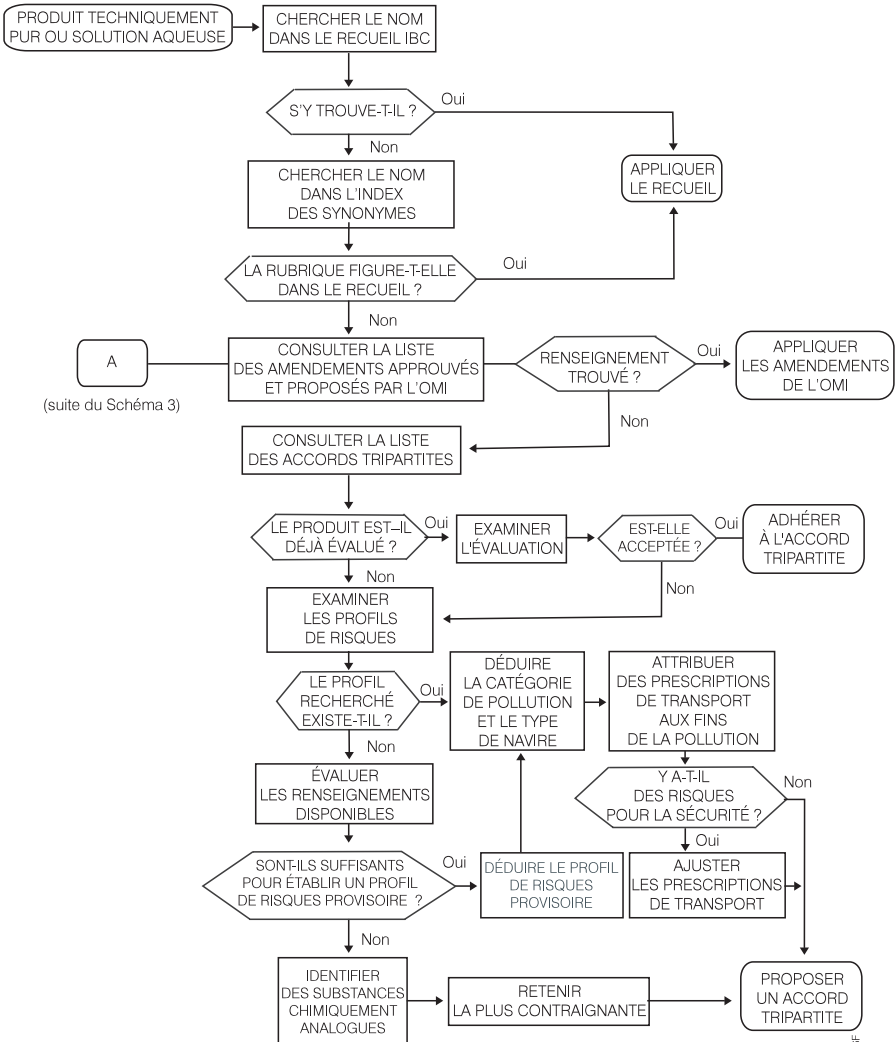 PRODUIT TECHNIQUEMENT
PUR OU SOLUTION AQUEUSE
CHERCHER LE NOM
DANS LE RECUEIL IBC
S'Y TROUVE-T-IL ?
Oui
Non
CHERCHER LE NOM
DANS L'INDEX
DES SYNONYMES
APPLIQUER
LE RECUEIL
LA RUBRIQUE FIGURE-T-ELLE
DANS LE RECUEIL ?
Oui
Non
A
(suite du Schéma 3)
CONSULTER LA LISTE
DES AMENDEMENTS APPROUVÉS
ET PROPOSÉS PAR L'OMI
RENSEIGNEMENT
TROUVÉ ?
Oui
APPLIQUER
LES AMENDEMENTS
DE L'OMI
Non
CONSULTER LA LISTE
DES ACCORDS TRIPARTITES
LE PRODUIT EST–IL
DÉJÀ ÉVALUÉ ?
Oui
EXAMINER
L'ÉVALUATION
EST-ELLE
ACCEPTÉE ?
Oui
ADHÉRER
À L'ACCORD
TRIPARTITE
Non
Non
EXAMINER
LES PROFILS
DE RISQUES
LE PROFIL
RECHERCHÉ
EXISTE-T-IL ?
Oui
DÉDUIRE
LA CATÉGORIE
DE POLLUTION
ET LE TYPE
DE NAVIRE
ATTRIBUER
DES PRESCRIPTIONS
DE TRANSPORT
AUX FINS
DE LA POLLUTION
Non
ÉVALUER
LES RENSEIGNEMENTS
DISPONIBLES
Y A-T-IL
DES RISQUES
POUR LA SÉCURITÉ ?
Non
Oui
SONT-ILS SUFFISANTS
POUR ÉTABLIR UN PROFIL
DE RISQUES PROVISOIRE ?
Oui
DÉDUIRE LE PROFIL
DE RISQUES
PROVISOIRE
AJUSTER
LES PRESCRIPTIONS
DE TRANSPORT
Non
IDENTIFIER
DES SUBSTANCES
CHIMIQUEMENT
ANALOGUES
RETENIR
LA PLUS CONTRAIGNANTE
PROPOSER
UN ACCORD
TRIPARTITE